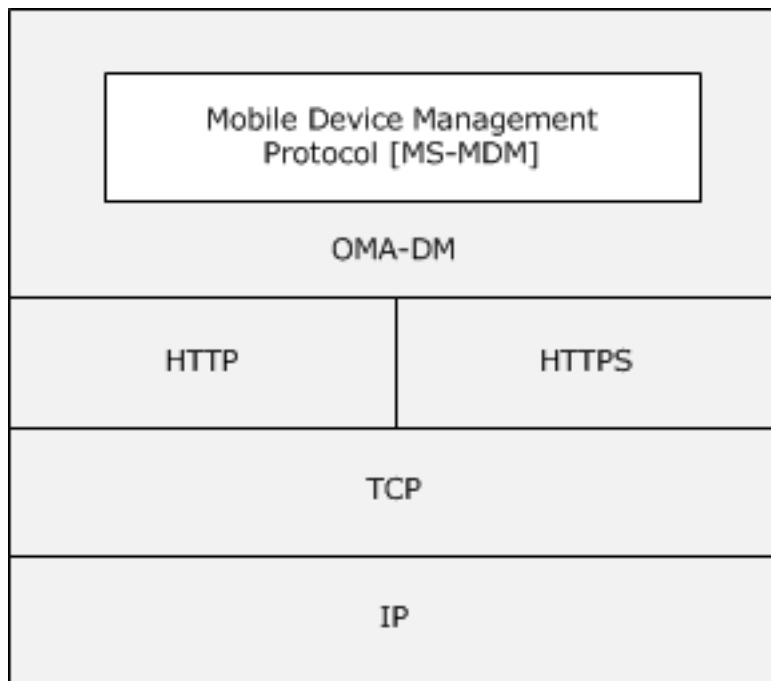 Mobile Device Management
Protocol [MS-MDM]
OMA-DM
HTTP
HTTPS
TCP
IP